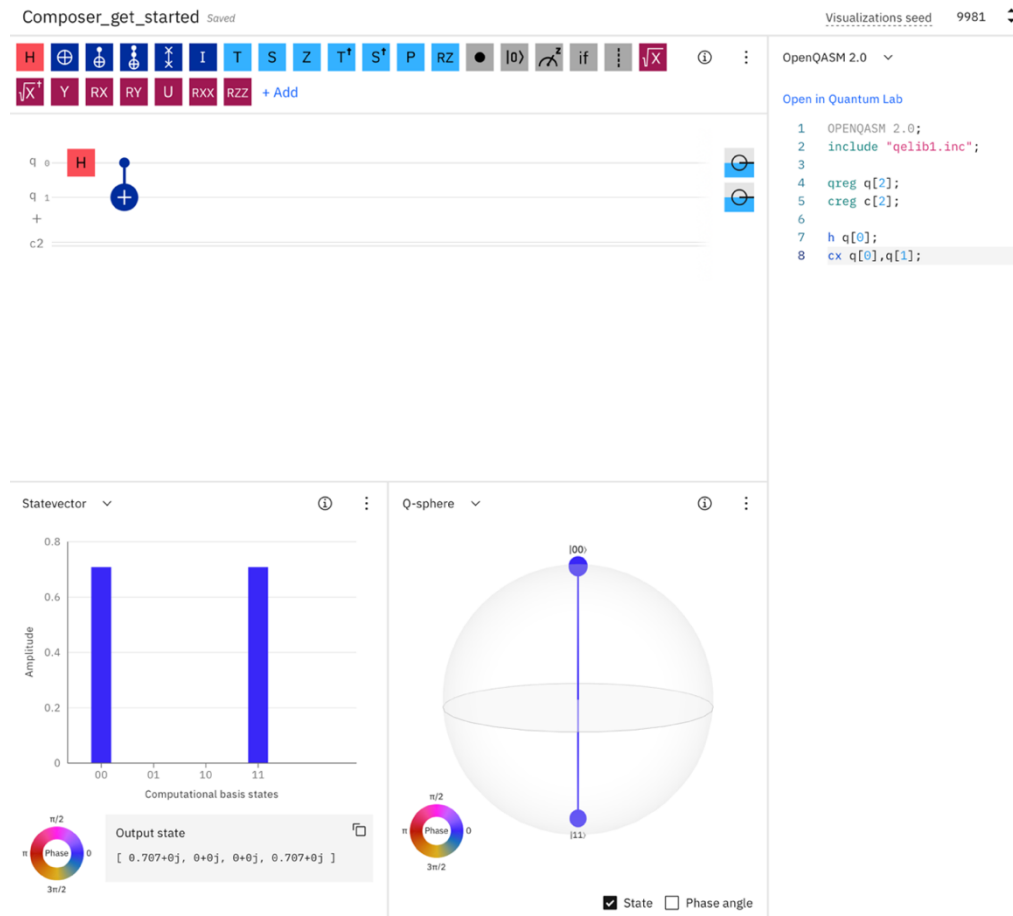 Composer_get_started Saved
Visualizations seed 9981
H I T S Z T† S† P RZ |0⟩ z if √X
√X† Y RX RY U RXX RZZ + Add
OpenQASM 2.0
Open in Quantum Lab
1 OPENQASM 2.0;
2 include "qelib1.inc";
3
4 qreg q[2];
5 creg c[2];
6
7 h q[0];
8 cx q[0],q[1];
q 0 H
q 1 +
+
c2
Statevector
0.8
0.6
0.4
0.2
0
Amplitude
00 01 10 11
Computational basis states
π/2
π Phase 0
3π/2
Output state
[ 0.707+0j, 0+0j, 0+0j, 0.707+0j ]
Q-sphere
|00⟩
|11⟩
π/2
π Phase 0
3π/2
State Phase angle